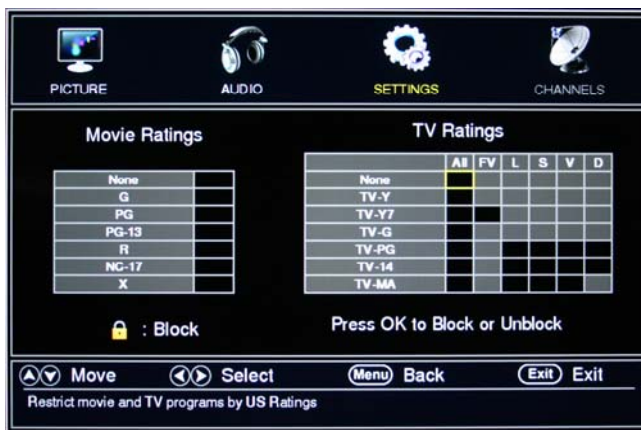 PICTURE AUDIO SETTINGS CHANNELS
Movie Ratings
None
G
PG
PG-13
R
NC-17
X
: Block
TV Ratings
All FV L S V D
None
TV-Y
TV-Y7
TV-G
TV-PG
TV-14
TV-MA
Press OK to Block or Unblock
Move Select Menu Back Exit Exit
Restrict movie and TV programs by US Ratings